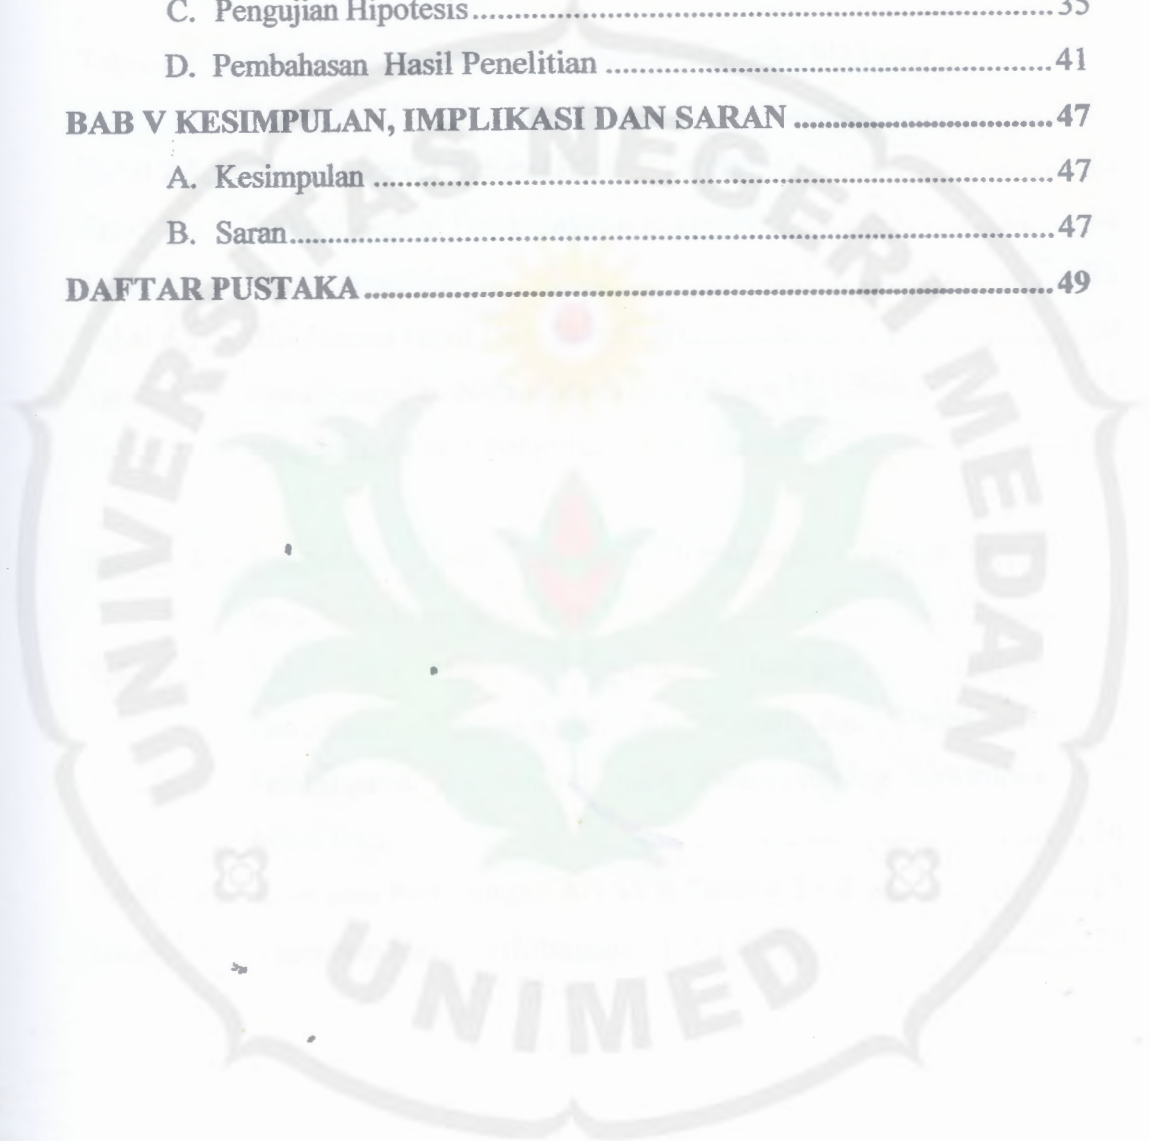 C. Pengujian Hipotesis ........................................................................ 35
D. Pembahasan Hasil Penelitian ........................................................ 41
BAB V KESIMPULAN, IMPLIKASI DAN SARAN ................................ 47
A. Kesimpulan .................................................................................... 47
B. Saran ............................................................................................... 47
DAFTAR PUSTAKA ...................................................................................... 49
UNIVERSITAS NEGERI MEDAN
UNIMED